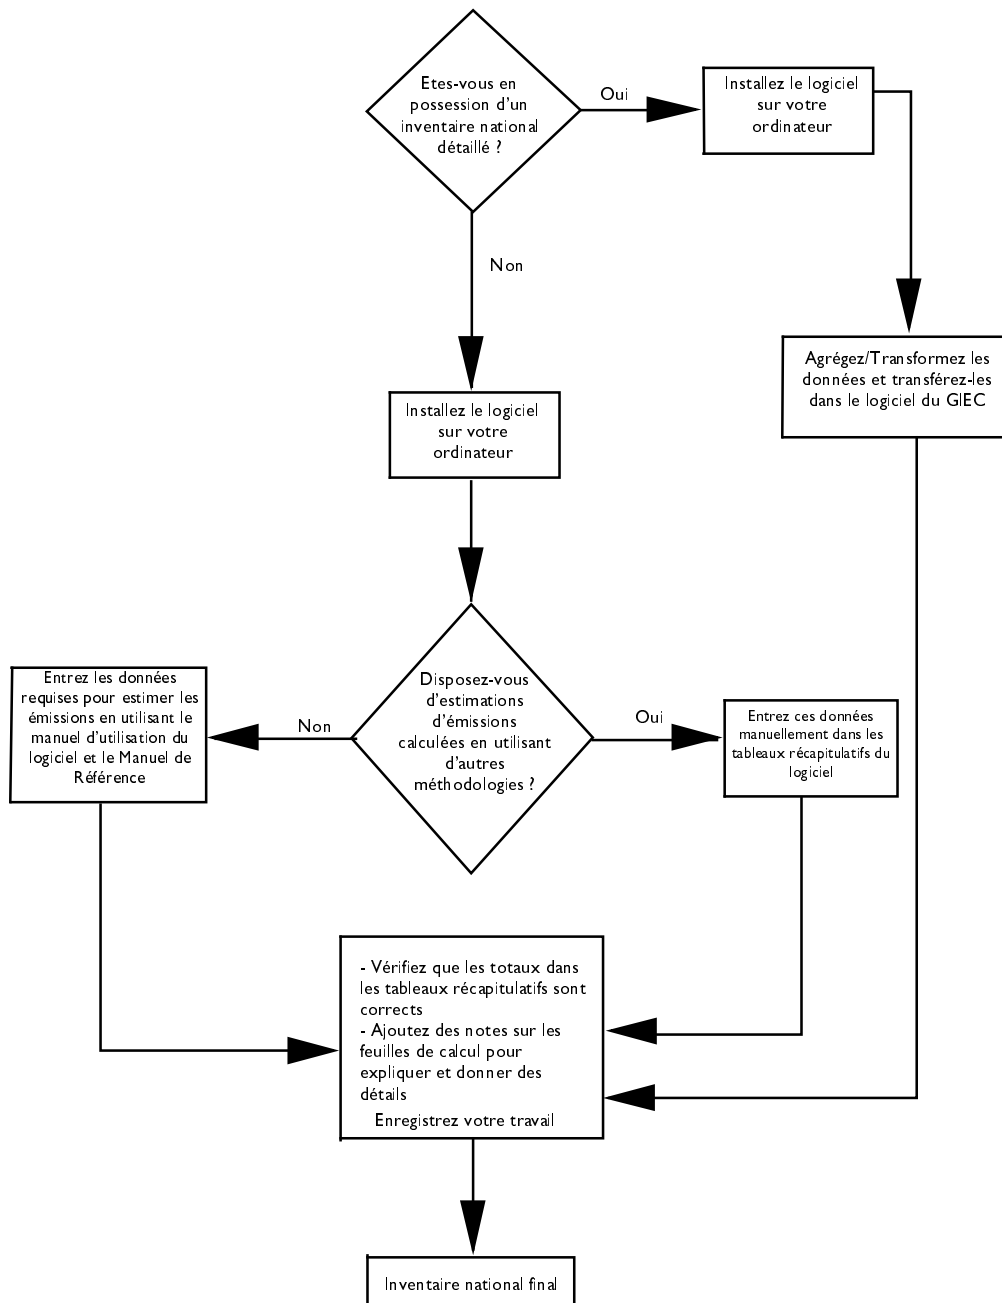 Etes-vous en
possession d'un
inventaire national
détaillé ?
Oui
Installez le logiciel
sur votre
ordinateur
Non
Agrégez/Transformez les
données et transférez-les
dans le logiciel du GIEC
Installez le logiciel
sur votre
ordinateur
Entrez les données
requises pour estimer les
émissions en utilisant le
manuel d'utilisation du
logiciel et le Manuel de
Référence
Non
Disposez-vous
d'estimations
d'émissions
calculées en utilisant
d'autres
méthodologies ?
Oui
Entrez ces données
manuellement dans les
tableaux récapitulatifs du
logiciel
- Vérifiez que les totaux dans
les tableaux récapitulatifs sont
corrects
- Ajoutez des notes sur les
feuilles de calcul pour
expliquer et donner des
détails
Enregistrez votre travail
Inventaire national final